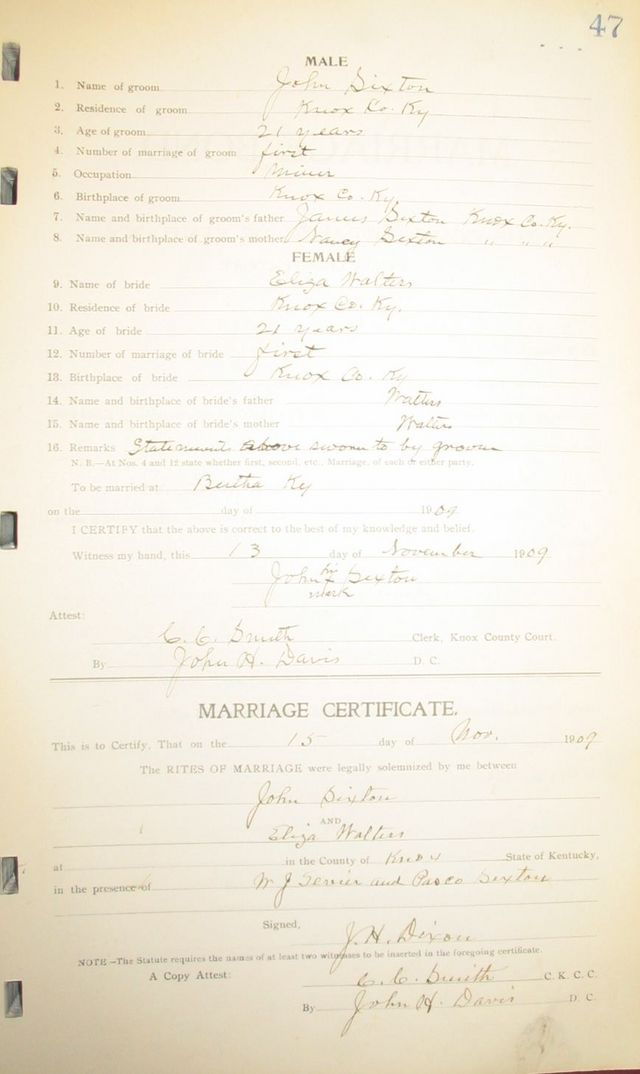 47
MALE
1. Name of groom John Sixton
2. Residence of groom Knox Co. Ky
3. Age of groom 21 years
4. Number of marriage of groom first
5. Occupation Miner
6. Birthplace of groom Knox Co. Ky.
7. Name and birthplace of groom's father James Sexton Knox Co. Ky.
8. Name and birthplace of groom's mother Nancy Sexton " " "
FEMALE
9. Name of bride Eliza Walters
10. Residence of bride Knox Co. Ky.
11. Age of bride 21 years
12. Number of marriage of bride first
13. Birthplace of bride Knox Co. Ky
14. Name and birthplace of bride's father Walters
15. Name and birthplace of bride's mother Walters
16. Remarks Statements above sworn to by groom
N. B.—At Nos. 4 and 12 state whether first, second, etc., Marriage, of each or either party.
To be married at Bertha Ky
on the day of 1909
I CERTIFY that the above is correct to the best of my knowledge and belief.
Witness my hand, this 13 day of November 1909
his
John x Sexton
mark
Attest:
C. C. Smith Clerk, Knox County Court.
By John H. Davis D. C.
MARRIAGE CERTIFICATE.
This is to Certify, That on the 15 day of Nov. 1909
The RITES OF MARRIAGE were legally solemnized by me between
John Sixton
AND
Eliza Walters
at in the County of Knox State of Kentucky,
in the presence of W J and Pasco Sexton
Signed,
J. H. Dixon
NOTE.—The Statute requires the names of at least two witnesses to be inserted in the foregoing certificate.
A Copy Attest: C. C. Smith C. K. C. C.
By John H. Davis D. C.